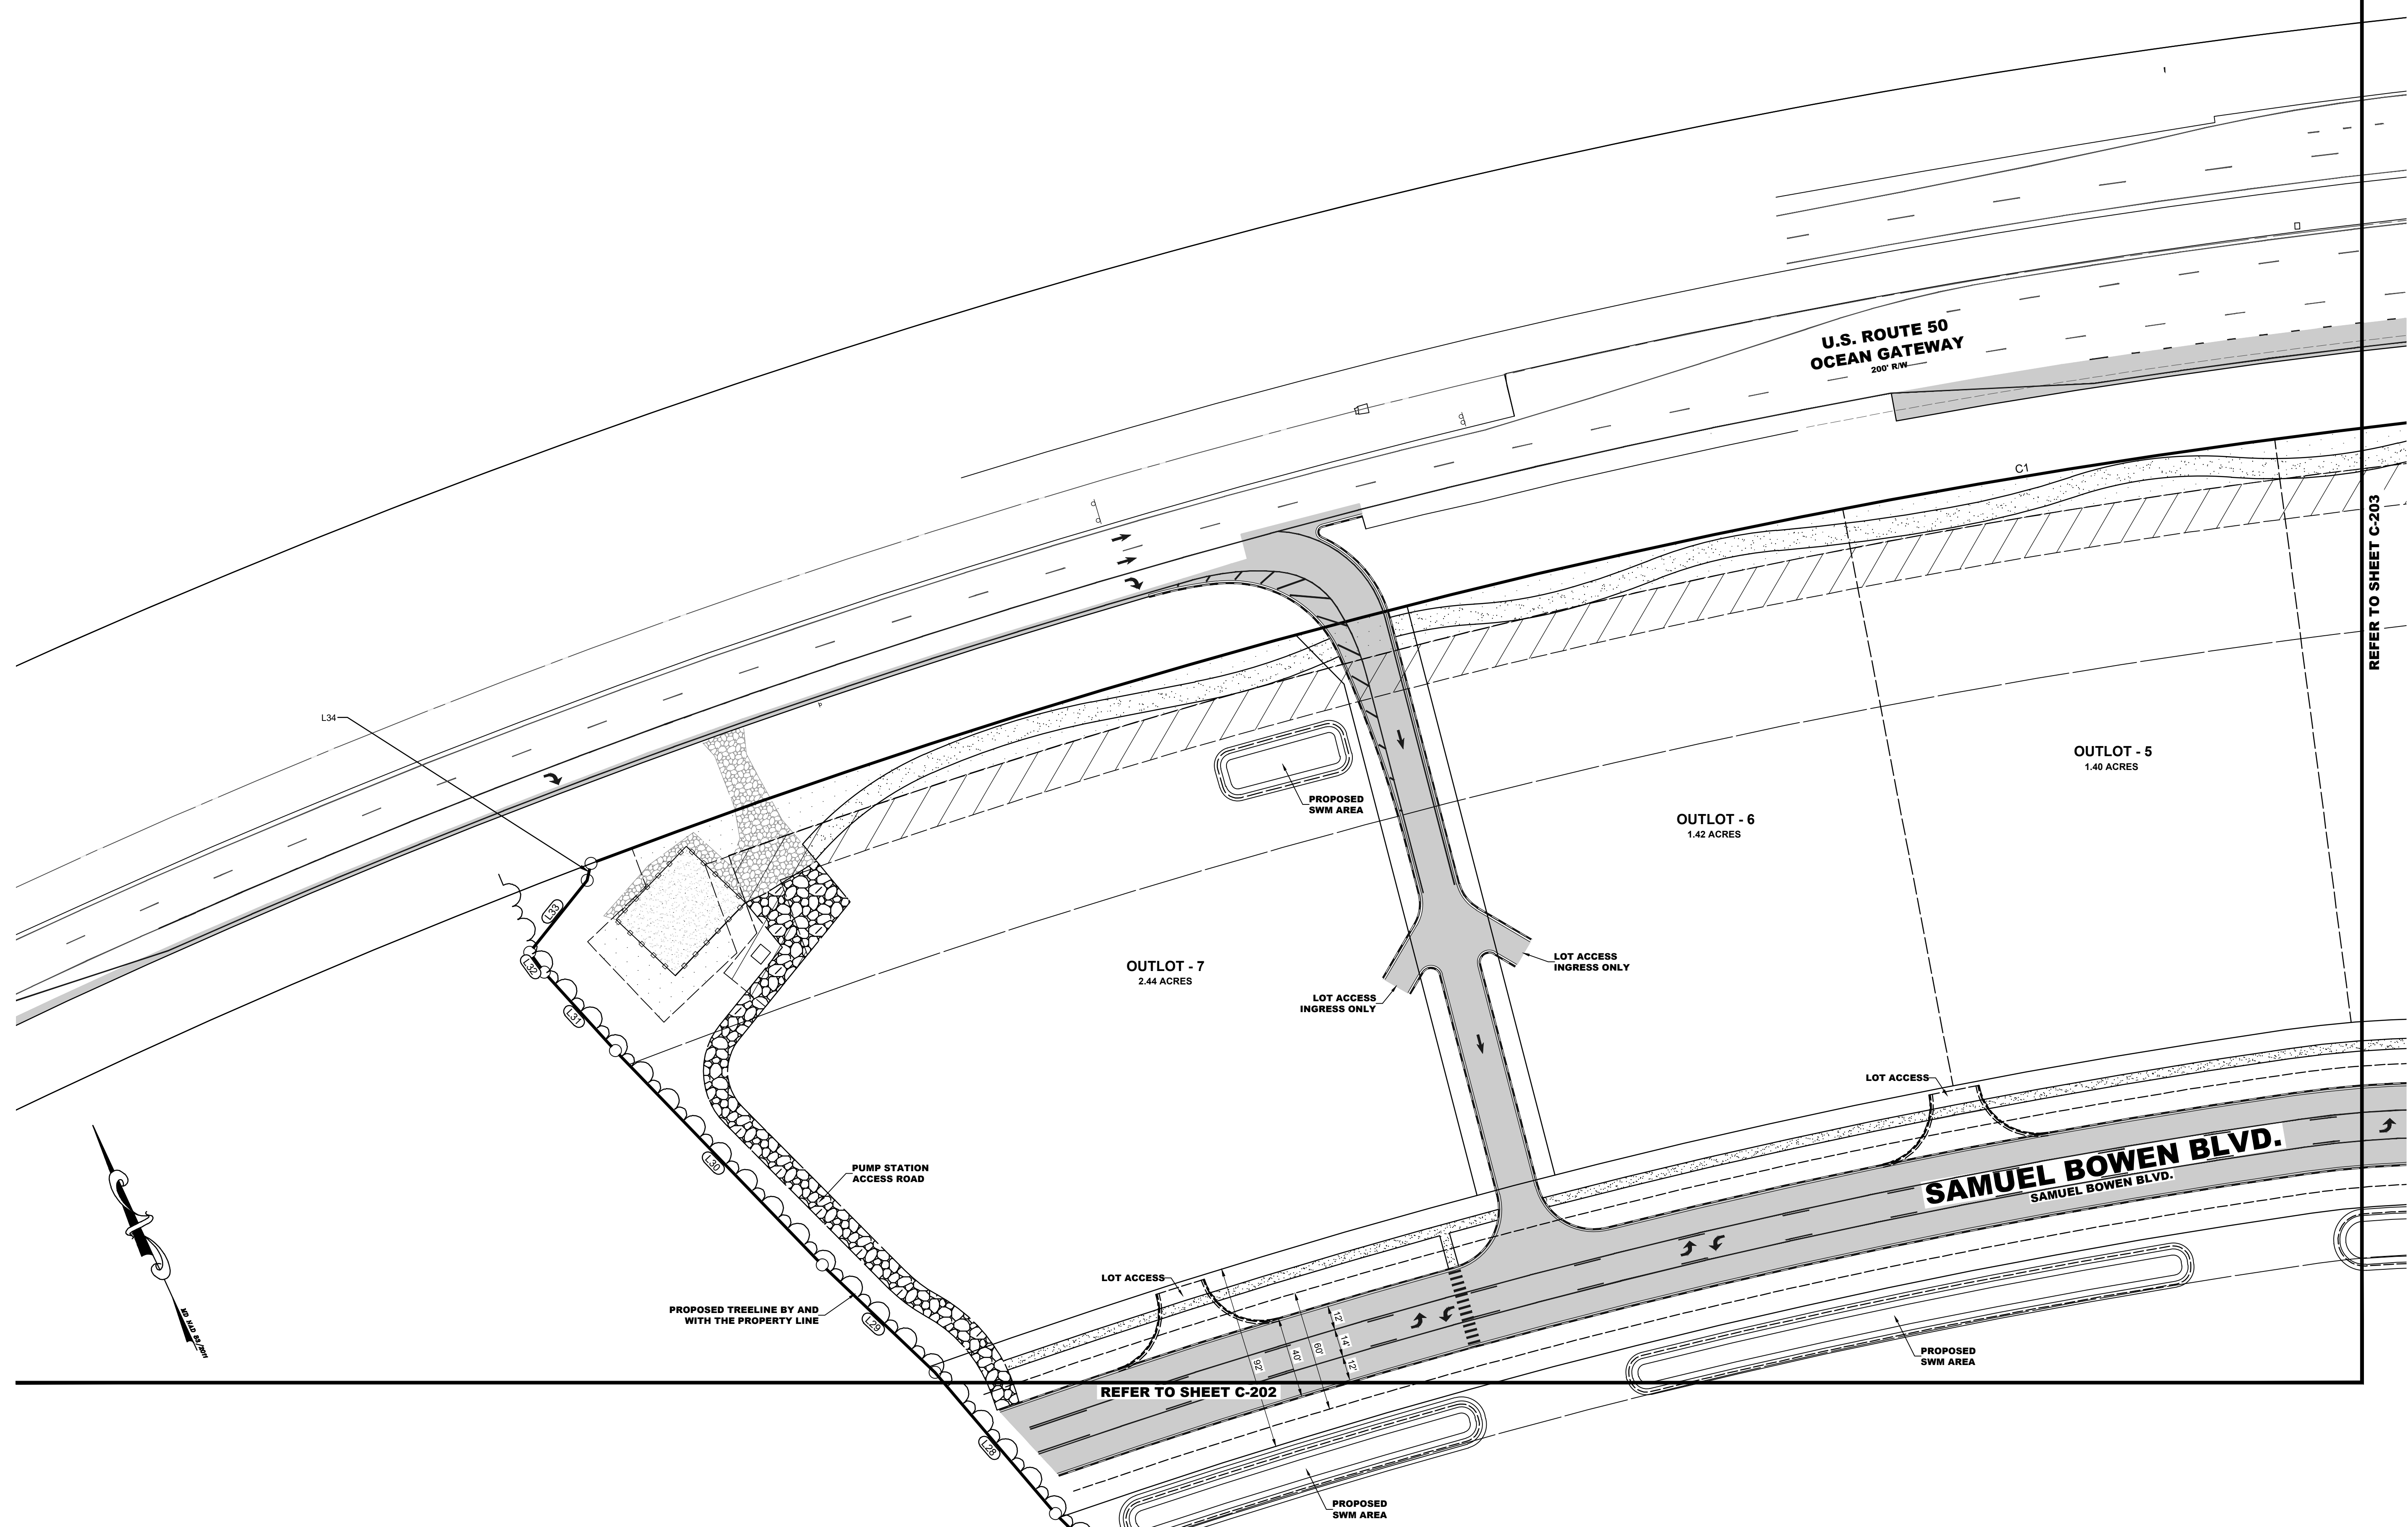 U.S. ROUTE 50
OCEAN GATEWAY
200' R/W
C1
REFER TO SHEET C-203
L34
L33
L32
L31
L30
L29
L28
OUTLOT - 5
1.40 ACRES
OUTLOT - 6
1.42 ACRES
OUTLOT - 7
2.44 ACRES
PROPOSED
SWM AREA
LOT ACCESS
INGRESS ONLY
LOT ACCESS
INGRESS ONLY
LOT ACCESS
PUMP STATION
ACCESS ROAD
SAMUEL BOWEN BLVD.
SAMUEL BOWEN BLVD.
LOT ACCESS
PROPOSED TREELINE BY AND
WITH THE PROPERTY LINE
92'
40'
60'
12'
14'
12'
MD NAD 83/2011
REFER TO SHEET C-202
PROPOSED
SWM AREA
PROPOSED
SWM AREA